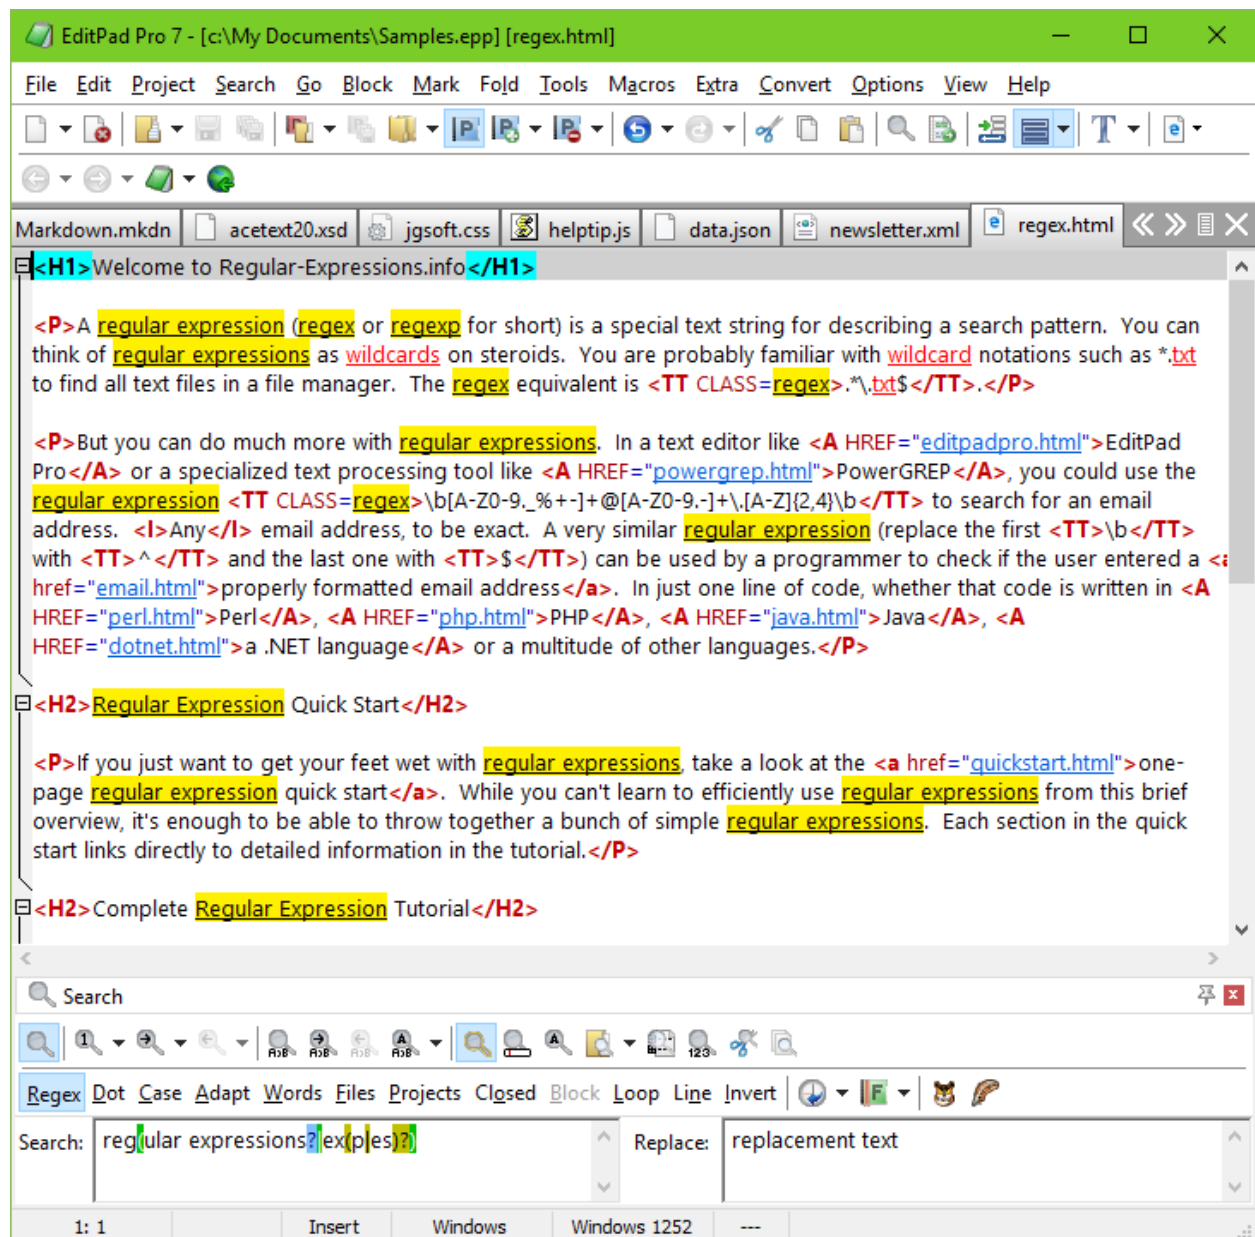 EditPad Pro 7 - [c:\My Documents\Samples.epp] [regex.html]
File Edit Project Search Go Block Mark Fold Tools Macros Extra Convert Options View Help
Markdown.mkdn acetext20.xsd jgsoft.css helptip.js data.json newsletter.xml regex.html
<H1>Welcome to Regular-Expressions.info</H1>
<P>A regular expression (regex or regexp for short) is a special text string for describing a search pattern.  You can
think of regular expressions as wildcards on steroids.  You are probably familiar with wildcard notations such as *.txt
to find all text files in a file manager.  The regex equivalent is <TT CLASS=regex>.*\.txt$</TT>.</P>
<P>But you can do much more with regular expressions.  In a text editor like <A HREF="editpadpro.html">EditPad
Pro</A> or a specialized text processing tool like <A HREF="powergrep.html">PowerGREP</A>, you could use the
regular expression <TT CLASS=regex>\b[A-Z0-9._%+-]+@[A-Z0-9.-]+\.[A-Z]{2,4}\b</TT> to search for an email
address.  <I>Any</I> email address, to be exact.  A very similar regular expression (replace the first <TT>\b</TT>
with <TT>^</TT> and the last one with <TT>$</TT>) can be used by a programmer to check if the user entered a <a
href="email.html">properly formatted email address</a>.  In just one line of code, whether that code is written in <A
HREF="perl.html">Perl</A>, <A HREF="php.html">PHP</A>, <A HREF="java.html">Java</A>, <A
HREF="dotnet.html">a .NET language</A> or a multitude of other languages.</P>
<H2>Regular Expression Quick Start</H2>
<P>If you just want to get your feet wet with regular expressions, take a look at the <a href="quickstart.html">one-
page regular expression quick start</a>.  While you can't learn to efficiently use regular expressions from this brief
overview, it's enough to be able to throw together a bunch of simple regular expressions.  Each section in the quick
start links directly to detailed information in the tutorial.</P>
<H2>Complete Regular Expression Tutorial</H2>
Search
Regex Dot Case Adapt Words Files Projects Closed Block Loop Line Invert
Search: reg(ular expressions?|ex(p|es)?) Replace: replacement text
1: 1 Insert Windows Windows 1252 ---